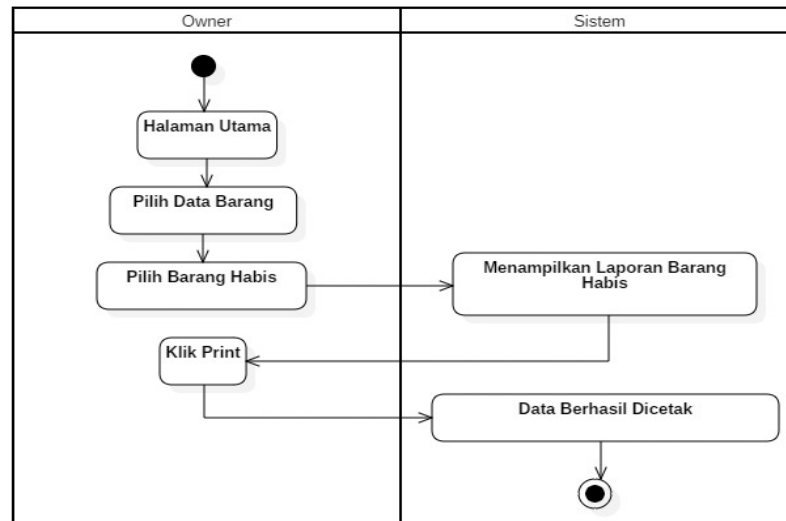 Owner
Sistem
Halaman Utama
Pilih Data Barang
Pilih Barang Habis
Menampilkan Laporan Barang
Habis
Klik Print
Data Berhasil Dicetak